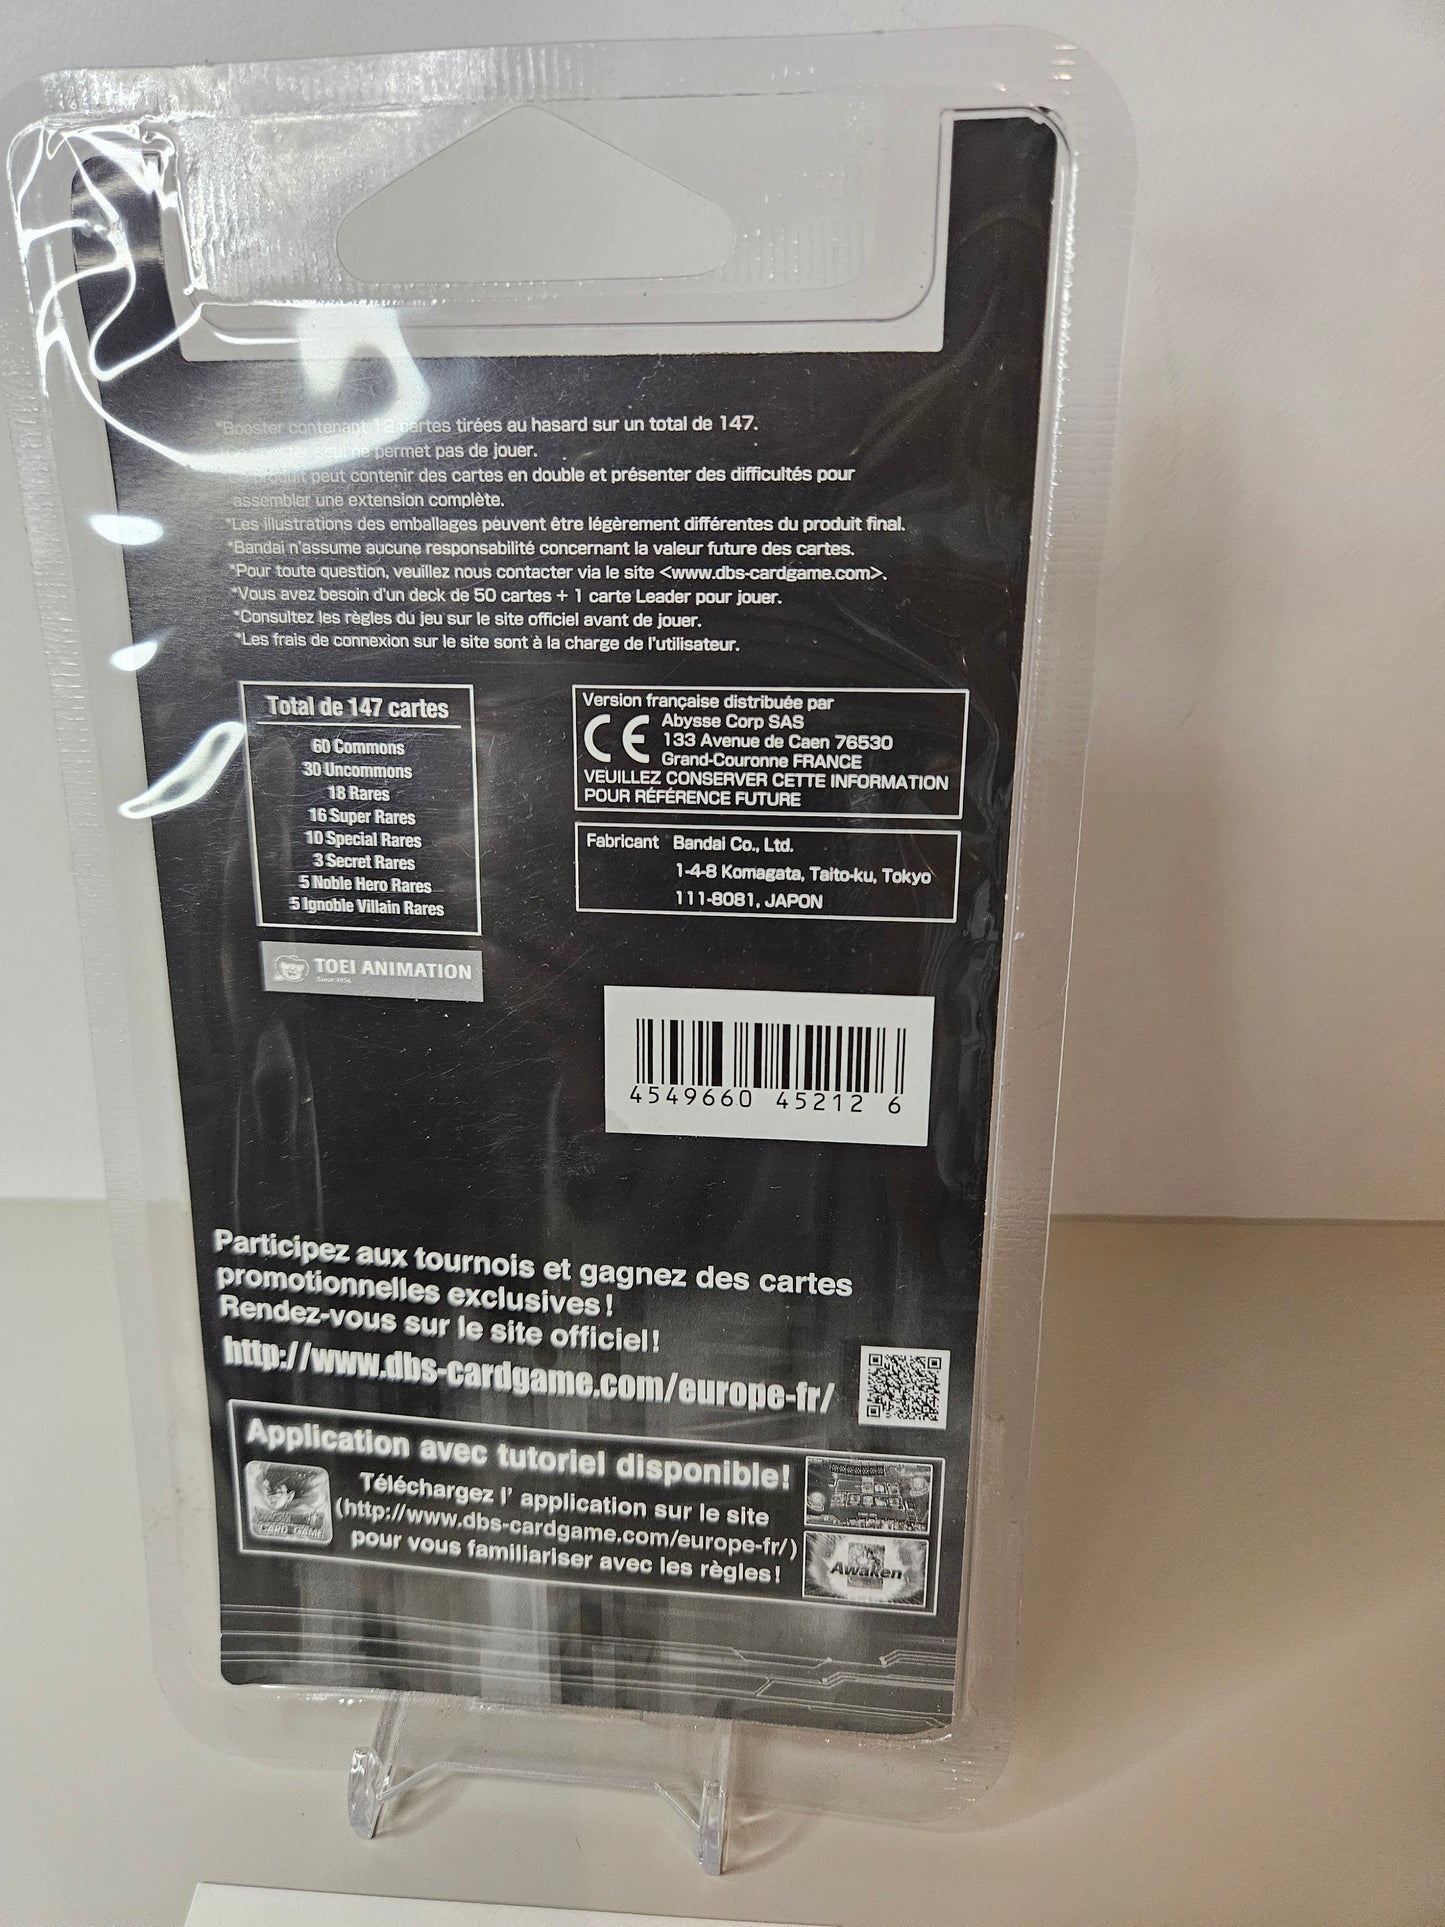 *Booster contenant 12 cartes tirées au hasard sur un total de 147.
seul ne permet pas de jouer.
produit peut contenir des cartes en double et présenter des difficultés pour
assembler une extension complète.
*Les illustrations des emballages peuvent être légèrement différentes du produit final.
*Bandai n'assume aucune responsabilité concernant la valeur future des cartes.
*Pour toute question, veuillez nous contacter via le site <www.dbs-cardgame.com>.
*Vous avez besoin d'un deck de 50 cartes + 1 carte Leader pour jouer.
*Consultez les règles du jeu sur le site officiel avant de jouer.
*Les frais de connexion sur le site sont à la charge de l'utilisateur.
Total de 147 cartes
60 Commons
30 Uncommons
18 Rares
16 Super Rares
10 Special Rares
3 Secret Rares
5 Noble Hero Rares
5 Ignoble Villain Rares
TOEI ANIMATION
Since 1956
Version française distribuée par
CE Abysse Corp SAS
133 Avenue de Caen 76530
Grand-Couronne FRANCE
VEUILLEZ CONSERVER CETTE INFORMATION
POUR RÉFÉRENCE FUTURE
Fabricant Bandai Co., Ltd.
1-4-8 Komagata, Taito-ku, Tokyo
111-8081, JAPON
4549660 45212 6
Participez aux tournois et gagnez des cartes
promotionnelles exclusives !
Rendez-vous sur le site officiel !
http://www.dbs-cardgame.com/europe-fr/
Application avec tutoriel disponible!
Téléchargez l' application sur le site
(http://www.dbs-cardgame.com/europe-fr/)
pour vous familiariser avec les règles !
CARD GAME
Awaken